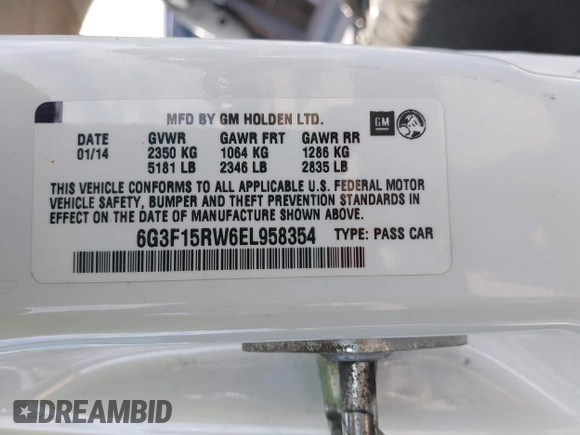 MFD BY GM HOLDEN LTD.
GM
DATE GVWR GAWR FRT GAWR RR
01/14 2350 KG 1064 KG 1286 KG
5181 LB 2346 LB 2835 LB
THIS VEHICLE CONFORMS TO ALL APPLICABLE U.S. FEDERAL MOTOR
VEHICLE SAFETY, BUMPER AND THEFT PREVENTION STANDARDS
IN EFFECT ON THE DATE OF MANUFACTURE SHOWN ABOVE.
6G3F15RW6EL958354 TYPE: PASS CAR
DREAMBID